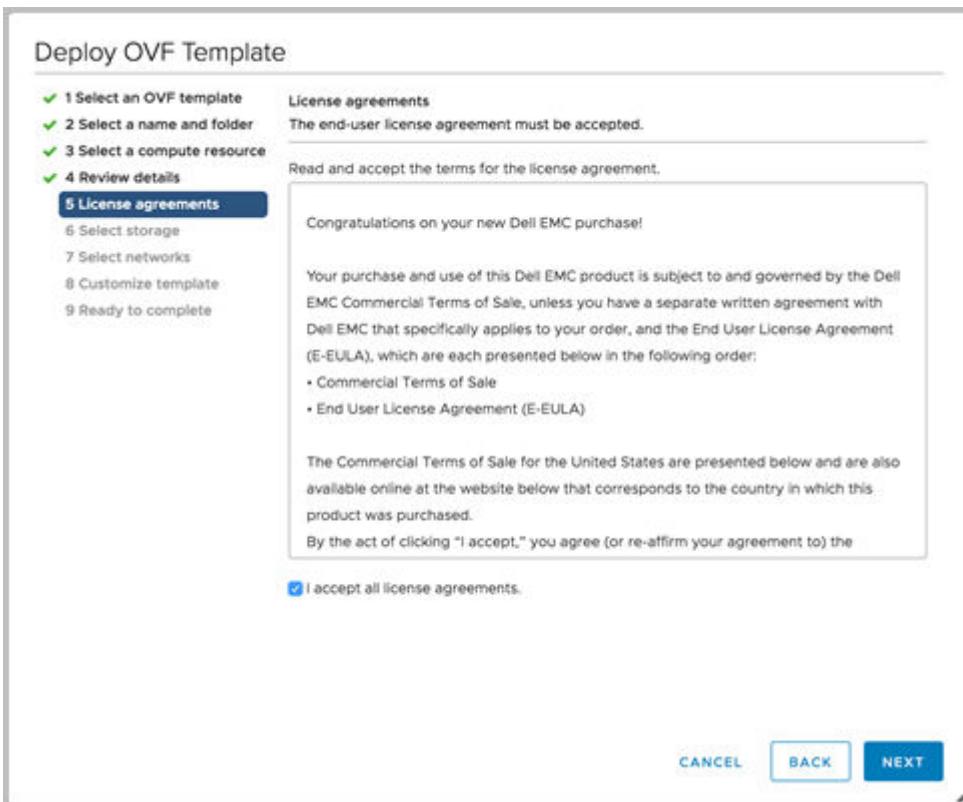 Deploy OVF Template
1 Select an OVF template
2 Select a name and folder
3 Select a compute resource
4 Review details
5 License agreements
6 Select storage
7 Select networks
8 Customize template
9 Ready to complete
License agreements
The end-user license agreement must be accepted.
Read and accept the terms for the license agreement.
Congratulations on your new Dell EMC purchase!
Your purchase and use of this Dell EMC product is subject to and governed by the Dell
EMC Commercial Terms of Sale, unless you have a separate written agreement with
Dell EMC that specifically applies to your order, and the End User License Agreement
(E-EULA), which are each presented below in the following order:
• Commercial Terms of Sale
• End User License Agreement (E-EULA)
The Commercial Terms of Sale for the United States are presented below and are also
available online at the website below that corresponds to the country in which this
product was purchased.
By the act of clicking “I accept,” you agree (or re-affirm your agreement to) the
I accept all license agreements.
CANCEL
BACK
NEXT